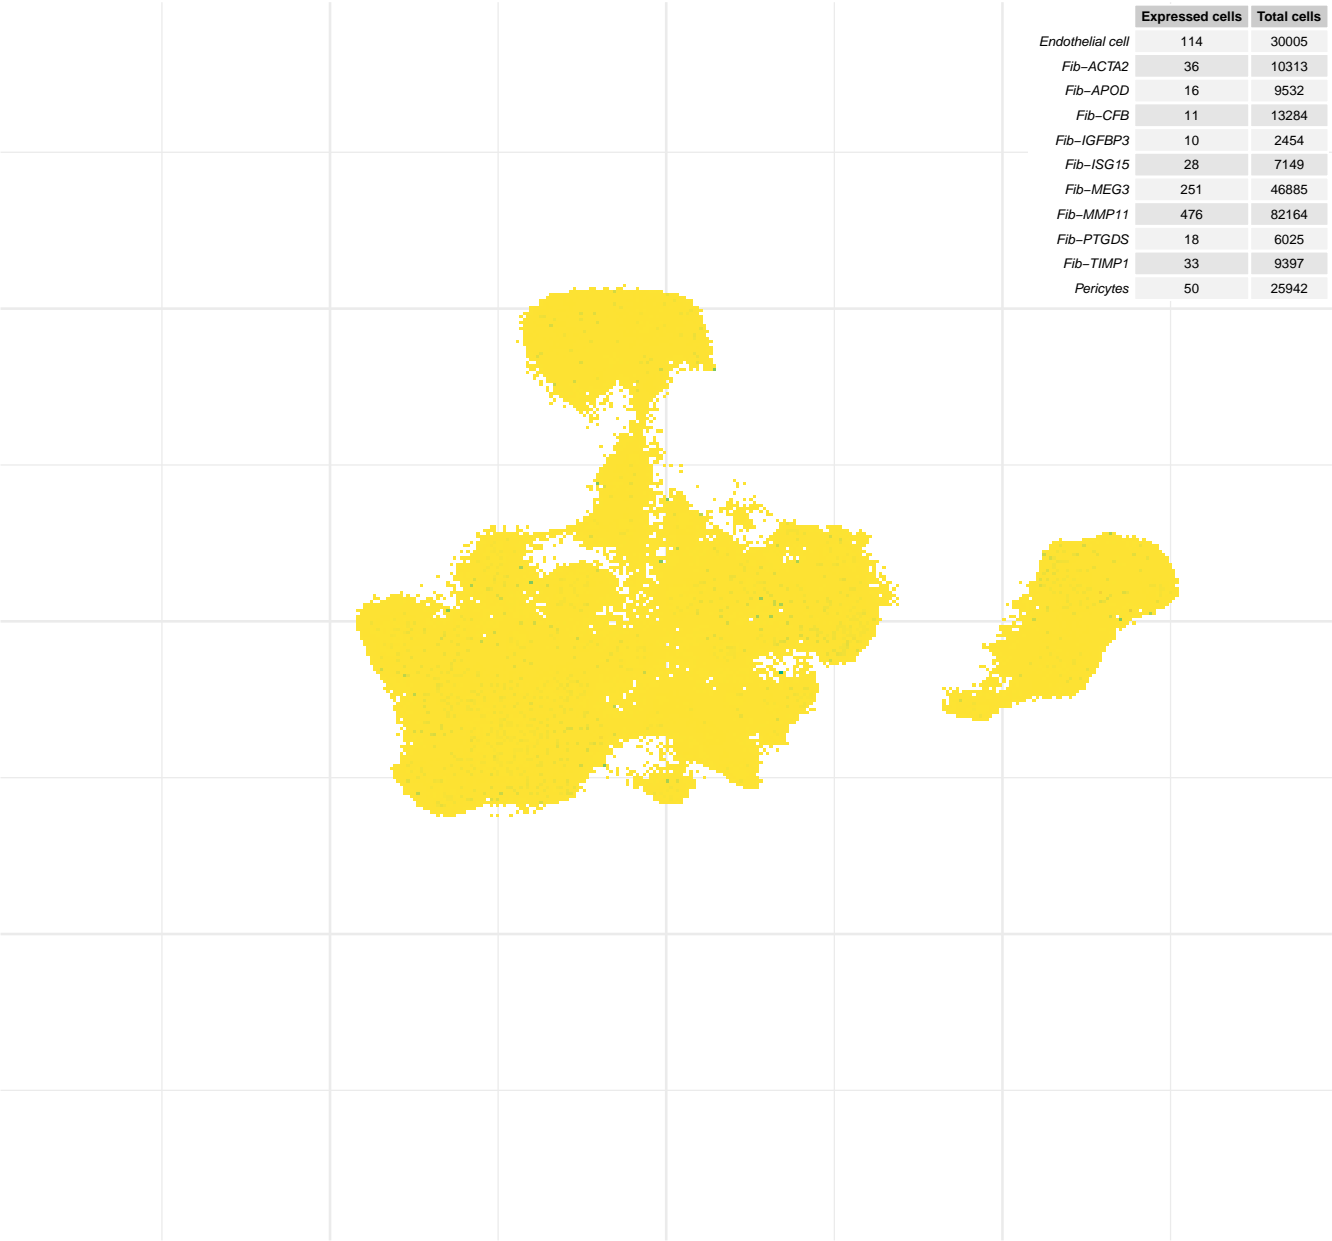 Expressed cells Total cells
Endothelial cell 114 30005
Fib−ACTA2 36 10313
Fib−APOD 16 9532
Fib−CFB 11 13284
Fib−IGFBP3 10 2454
Fib−ISG15 28 7149
Fib−MEG3 251 46885
Fib−MMP11 476 82164
Fib−PTGDS 18 6025
Fib−TIMP1 33 9397
Pericytes 50 25942